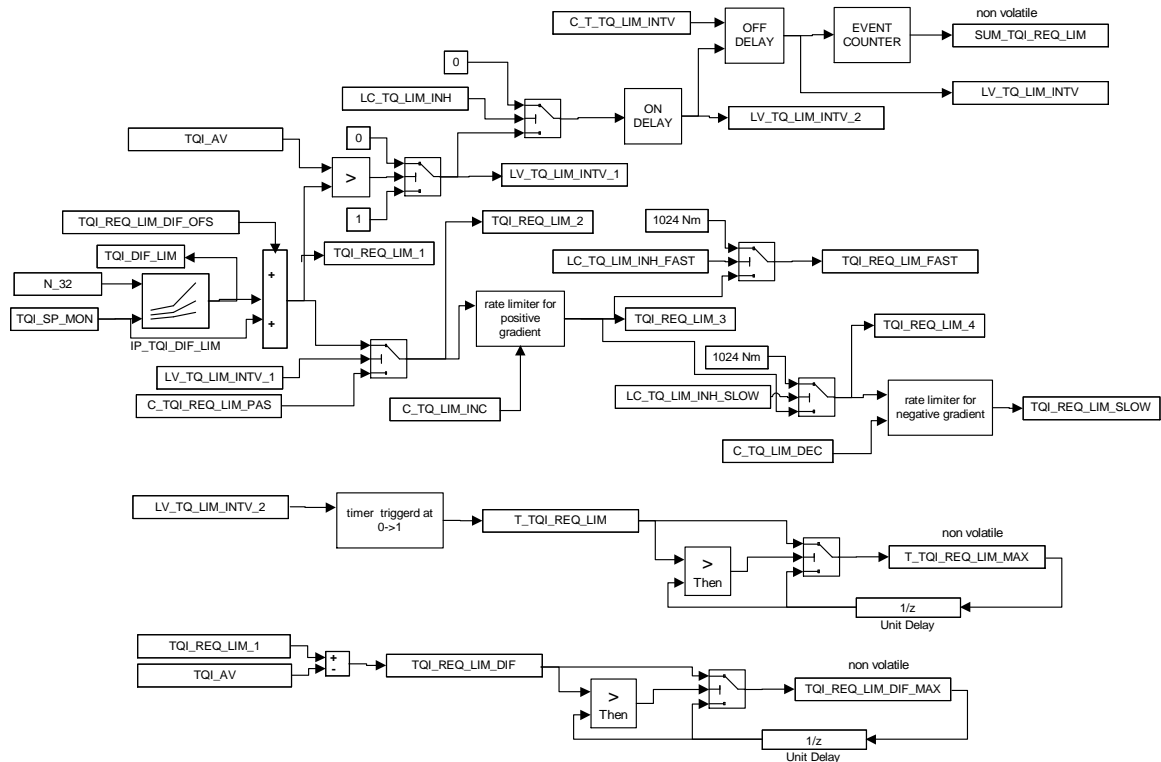 non volatile
C_T_TQ_LIM_INTV
OFF
DELAY
EVENT
COUNTER
SUM_TQI_REQ_LIM
0
LC_TQ_LIM_INH
ON
DELAY
LV_TQ_LIM_INTV
LV_TQ_LIM_INTV_2
TQI_AV
0
>
LV_TQ_LIM_INTV_1
1
TQI_REQ_LIM_DIF_OFS
TQI_REQ_LIM_2
1024 Nm
TQI_DIF_LIM
+
TQI_REQ_LIM_1
LC_TQ_LIM_INH_FAST
TQI_REQ_LIM_FAST
N_32
TQI_SP_MON
+
IP_TQI_DIF_LIM
rate limiter for
positive
gradient
TQI_REQ_LIM_3
TQI_REQ_LIM_4
1024 Nm
LV_TQ_LIM_INTV_1
C_TQI_REQ_LIM_PAS
C_TQ_LIM_INC
LC_TQ_LIM_INH_SLOW
rate limiter for
negative gradient
TQI_REQ_LIM_SLOW
C_TQ_LIM_DEC
LV_TQ_LIM_INTV_2
timer triggerd at
0->1
T_TQI_REQ_LIM
non volatile
>
Then
T_TQI_REQ_LIM_MAX
1/z
Unit Delay
TQI_REQ_LIM_1
TQI_AV
+
-
TQI_REQ_LIM_DIF
non volatile
>
Then
TQI_REQ_LIM_DIF_MAX
1/z
Unit Delay